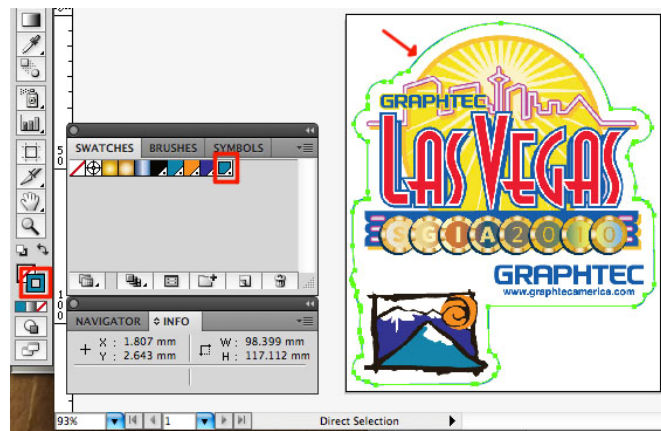 SWATCHES BRUSHES SYMBOLS
NAVIGATOR INFO
X : 1.807 mm
Y : 2.643 mm
W : 98.399 mm
H : 117.112 mm
93%
1
Direct Selection
GRAPHTEC
LAS VEGAS
SGIA2010
GRAPHTEC
www.graphtecamerica.com